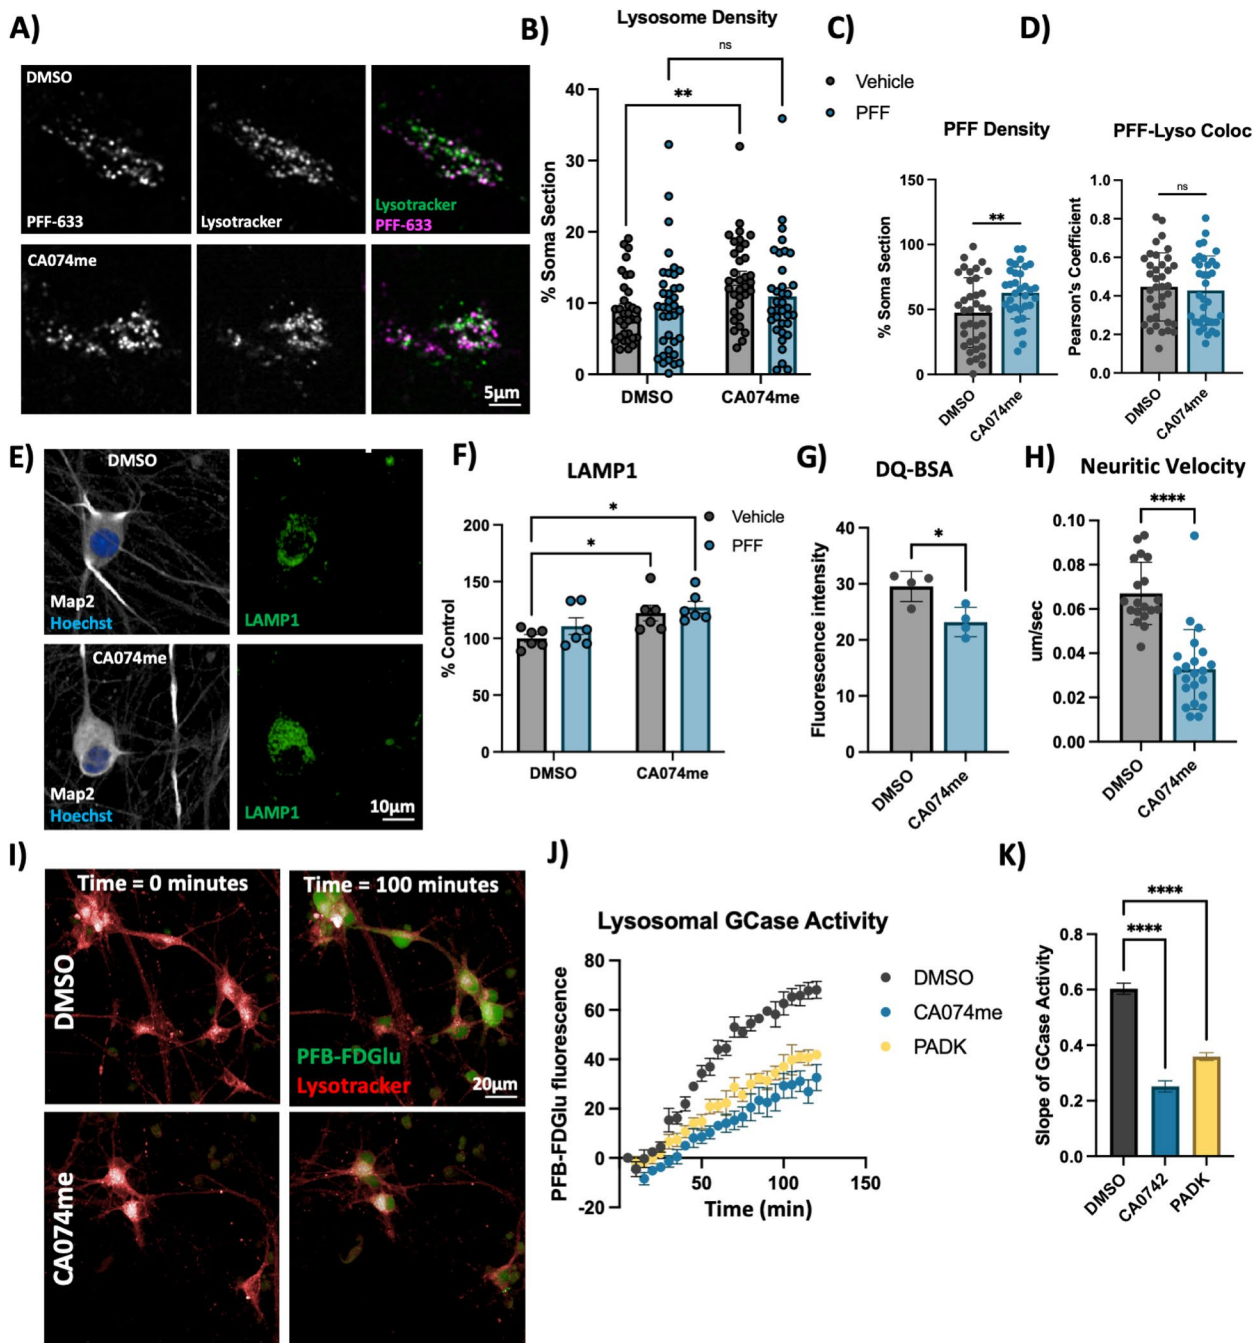 A)
DMSO
PFF-633
Lysotracker
Lysotracker
PFF-633
CA074me
5μm
B)
Lysosome Density
ns
**
% Soma Section
40
30
20
10
0
DMSO
CA074me
Vehicle
PFF
C)
PFF Density
**
% Soma Section
150
100
50
0
DMSO
CA074me
D)
PFF-Lyso Coloc
ns
Pearson's Coefficient
1.0
0.8
0.6
0.4
0.2
0.0
DMSO
CA074me
E)
DMSO
Map2
Hoechst
LAMP1
CA074me
Map2
Hoechst
LAMP1
10μm
F)
LAMP1
*
*
Vehicle
PFF
% Control
200
150
100
50
0
DMSO
CA074me
G)
DQ-BSA
*
Fluorescence intensity
40
30
20
10
0
DMSO
CA074me
H)
Neuritic Velocity
****
um/sec
0.10
0.08
0.06
0.04
0.02
0.00
DMSO
CA074me
I)
Time = 0 minutes
Time = 100 minutes
DMSO
PFB-FDGlu
Lysotracker
20μm
CA074me
J)
Lysosomal GCase Activity
PFB-FDGlu fluorescence
80
60
40
20
0
-20
50
100
150
Time (min)
DMSO
CA074me
PADK
K)
****
****
Slope of GCase Activity
0.8
0.6
0.4
0.2
0.0
DMSO
CA0742
PADK